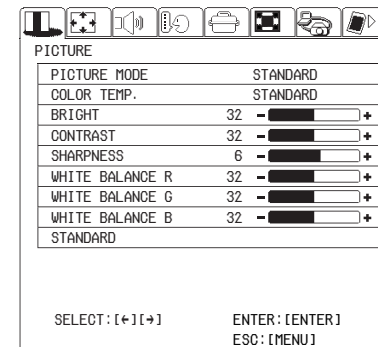 PICTURE
PICTURE MODE STANDARD
COLOR TEMP. STANDARD
BRIGHT 32 - +
CONTRAST 32 - +
SHARPNESS 6 - +
WHITE BALANCE R 32 - +
WHITE BALANCE G 32 - +
WHITE BALANCE B 32 - +
STANDARD
SELECT:[←][→] ENTER:[ENTER]
ESC:[MENU]